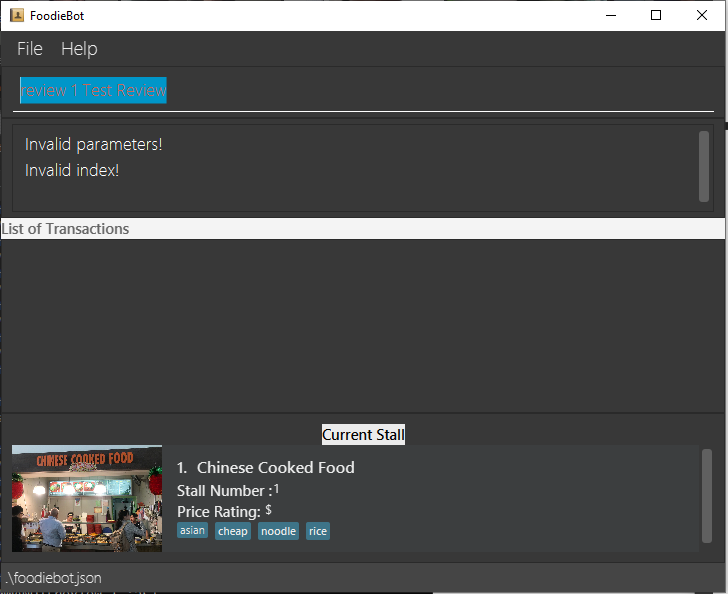 FoodieBot
File Help
review 1 Test Review
Invalid parameters!
Invalid index!
List of Transactions
Current Stall
CHINESE COOKED FOOD
1. Chinese Cooked Food
Stall Number :1
Price Rating: $
asian cheap noodle rice
.\foodiebot.json